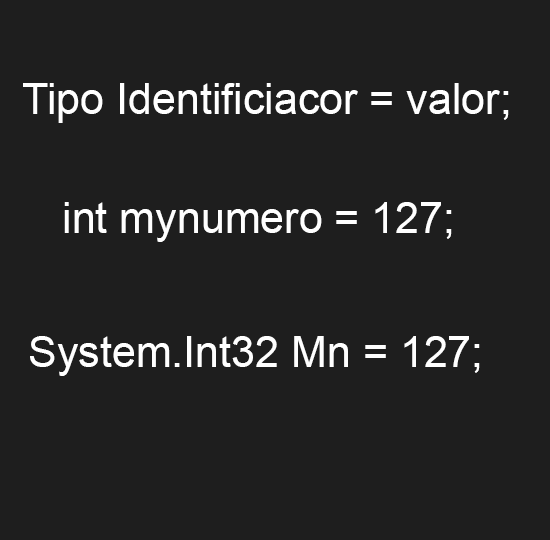 Tipo Identificiacor = valor;
int mynumero = 127;
System.Int32 Mn = 127;